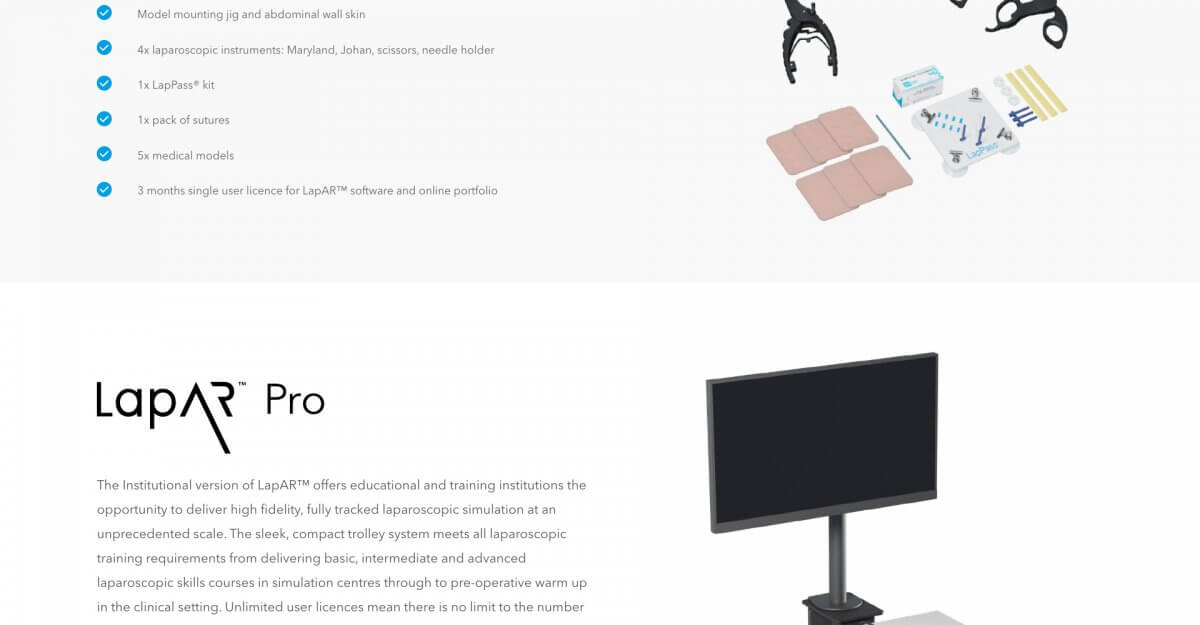 Model mounting jig and abdominal wall skin
4x laparoscopic instruments: Maryland, Johan, scissors, needle holder
1x LapPass® kit
1x pack of sutures
5x medical models
3 months single user licence for LapAR™ software and online portfolio
LapPass
LapAR™ Pro
The Institutional version of LapAR™ offers educational and training institutions the
opportunity to deliver high fidelity, fully tracked laparoscopic simulation at an
unprecedented scale. The sleek, compact trolley system meets all laparoscopic
training requirements from delivering basic, intermediate and advanced
laparoscopic skills courses in simulation centres through to pre-operative warm up
in the clinical setting. Unlimited user licences mean there is no limit to the number